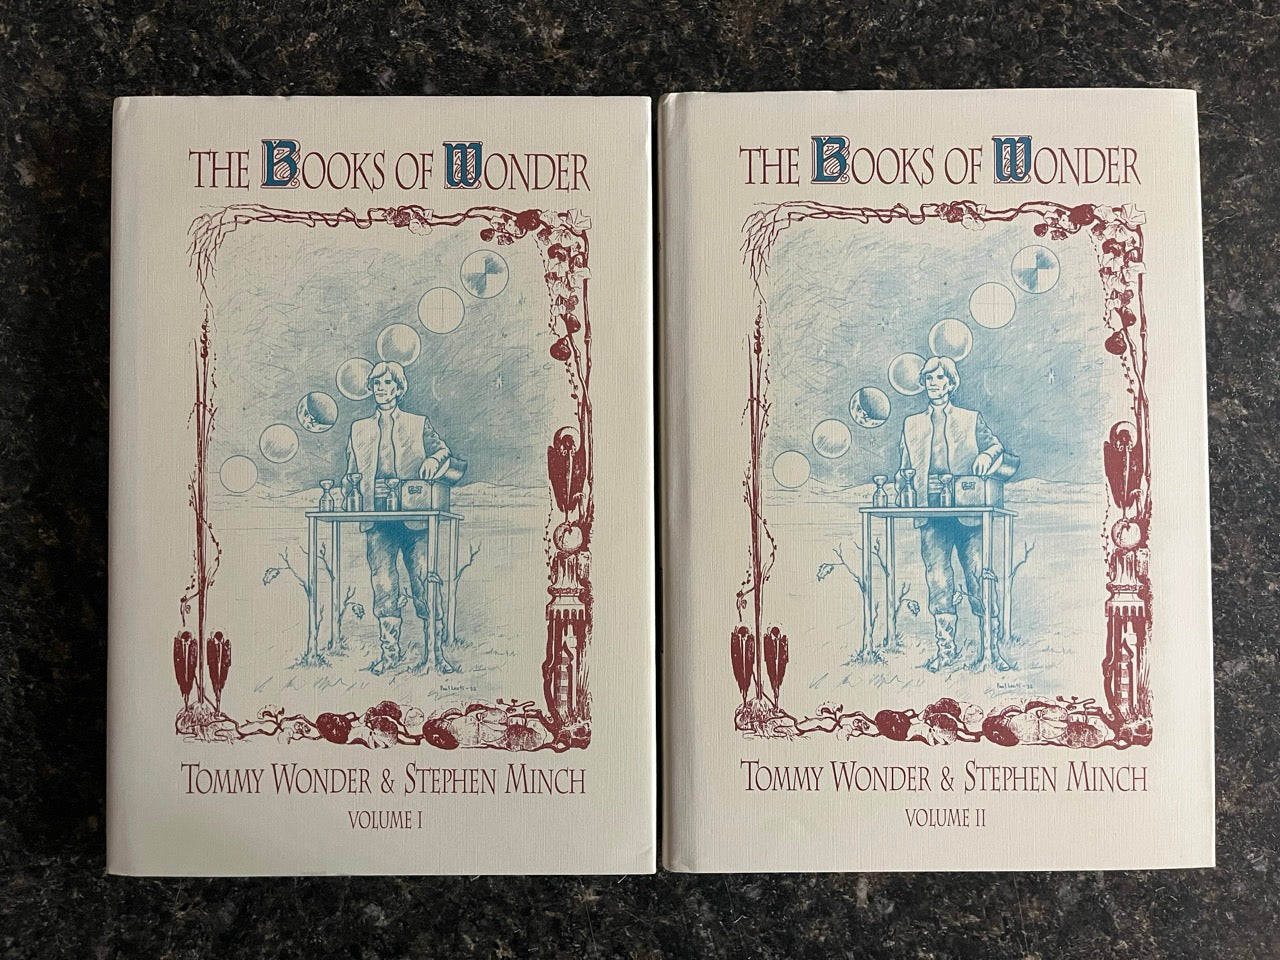 THE BOOKS OF WONDER
TOMMY WONDER & STEPHEN MINCH
VOLUME I
THE BOOKS OF WONDER
TOMMY WONDER & STEPHEN MINCH
VOLUME II